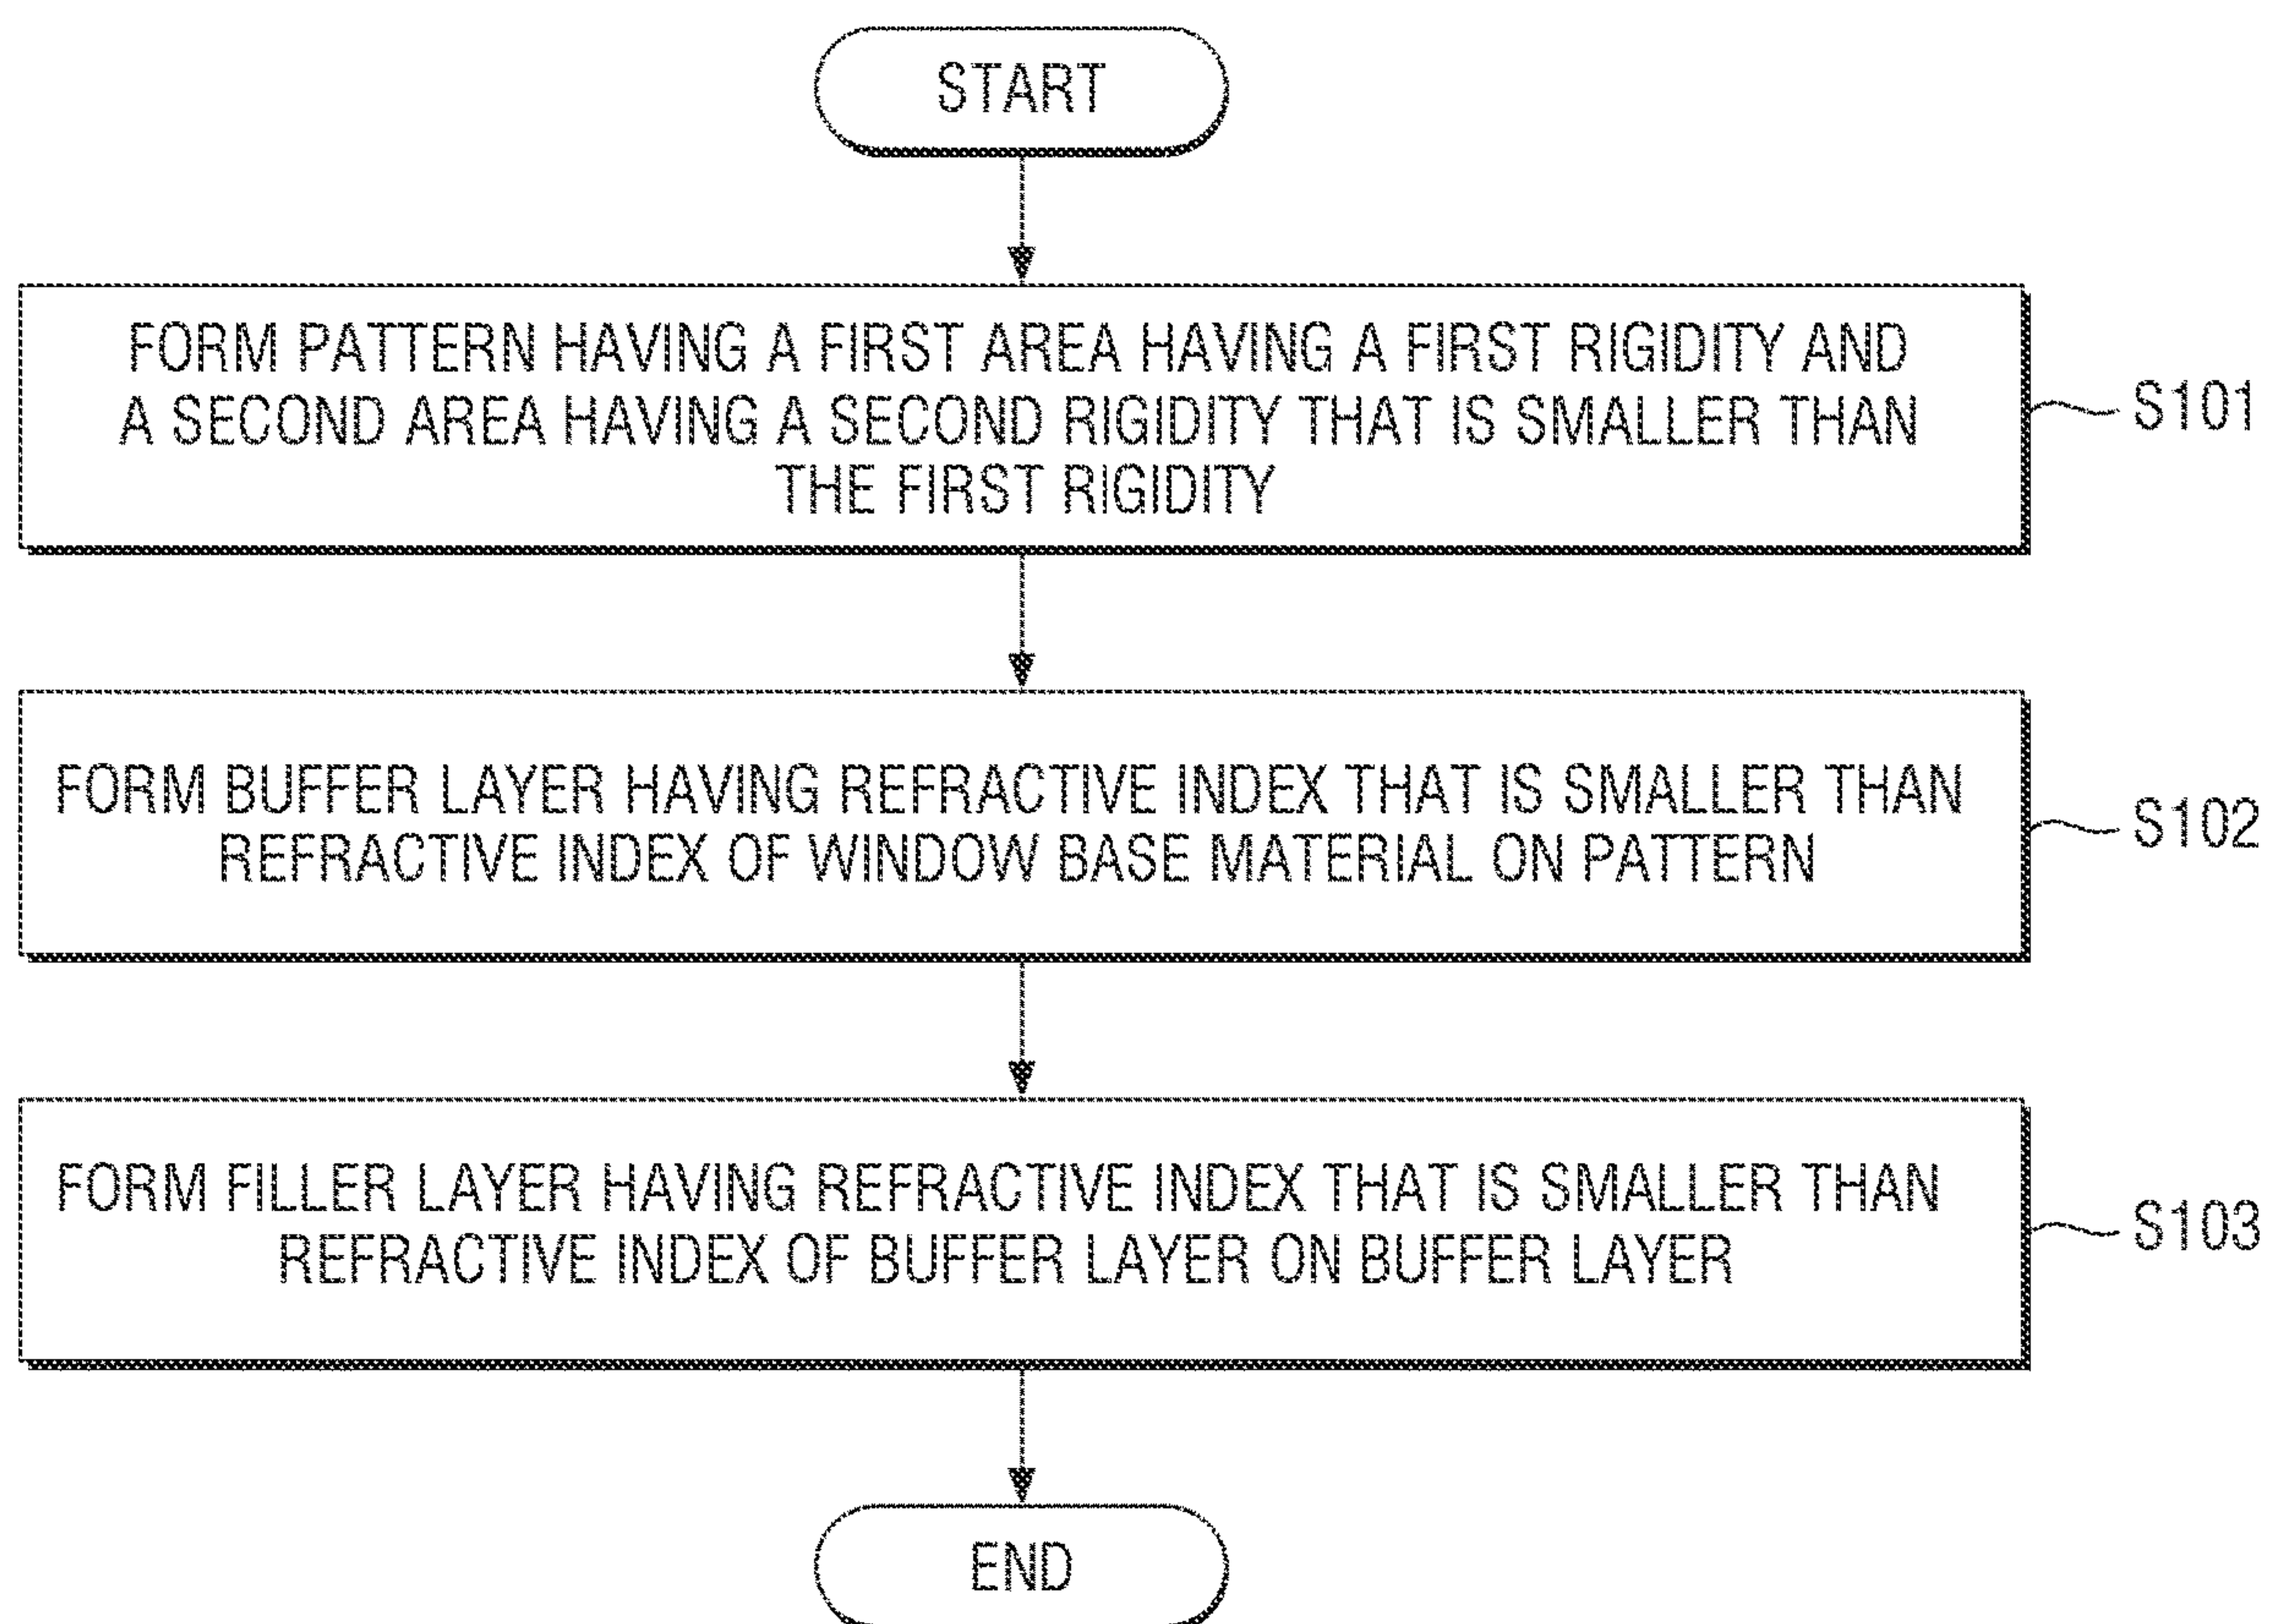 START
FORM PATTERN HAVING A FIRST AREA HAVING A FIRST RIGIDITY AND
A SECOND AREA HAVING A SECOND RIGIDITY THAT IS SMALLER THAN
THE FIRST RIGIDITY
S101
FORM BUFFER LAYER HAVING REFRACTIVE INDEX THAT IS SMALLER THAN
REFRACTIVE INDEX OF WINDOW BASE MATERIAL ON PATTERN
S102
FORM FILLER LAYER HAVING REFRACTIVE INDEX THAT IS SMALLER THAN
REFRACTIVE INDEX OF BUFFER LAYER ON BUFFER LAYER
S103
END